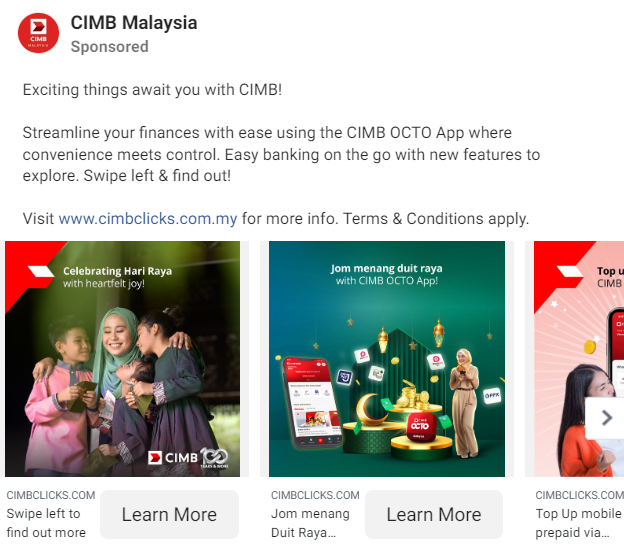 CIMB Malaysia
Sponsored
CIMB
MALAYSIA
Exciting things await you with CIMB!
Streamline your finances with ease using the CIMB OCTO App where
convenience meets control. Easy banking on the go with new features to
explore. Swipe left & find out!
Visit www.cimbclicks.com.my for more info. Terms & Conditions apply.
Celebrating Hari Raya
with heartfelt joy!
CIMB 100
YEARS & MORE
CIMBCLICKS.COM
Swipe left to
find out more
Learn More
Jom menang duit raya
with CIMB OCTO App!
PPK
CIMB
OCTO
CIMBCLICKS.COM
Jom menang
Duit Raya...
Learn More
Top u
CIMB
CIMBCLICKS.COM
Top Up mobile
prepaid via...